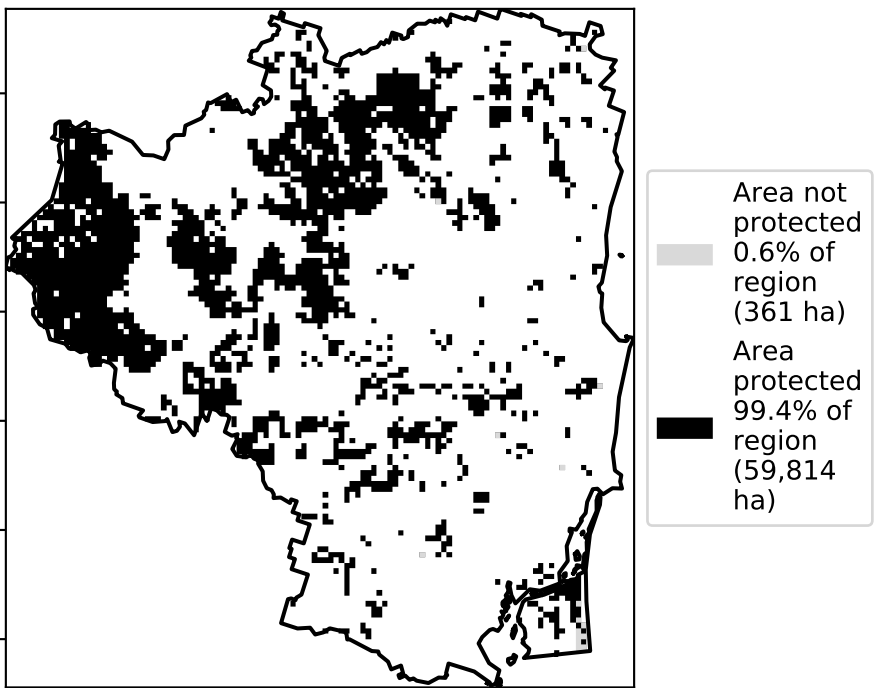 Area not
protected
0.6% of
region
(361 ha)
Area
protected
99.4% of
region
(59,814
ha)